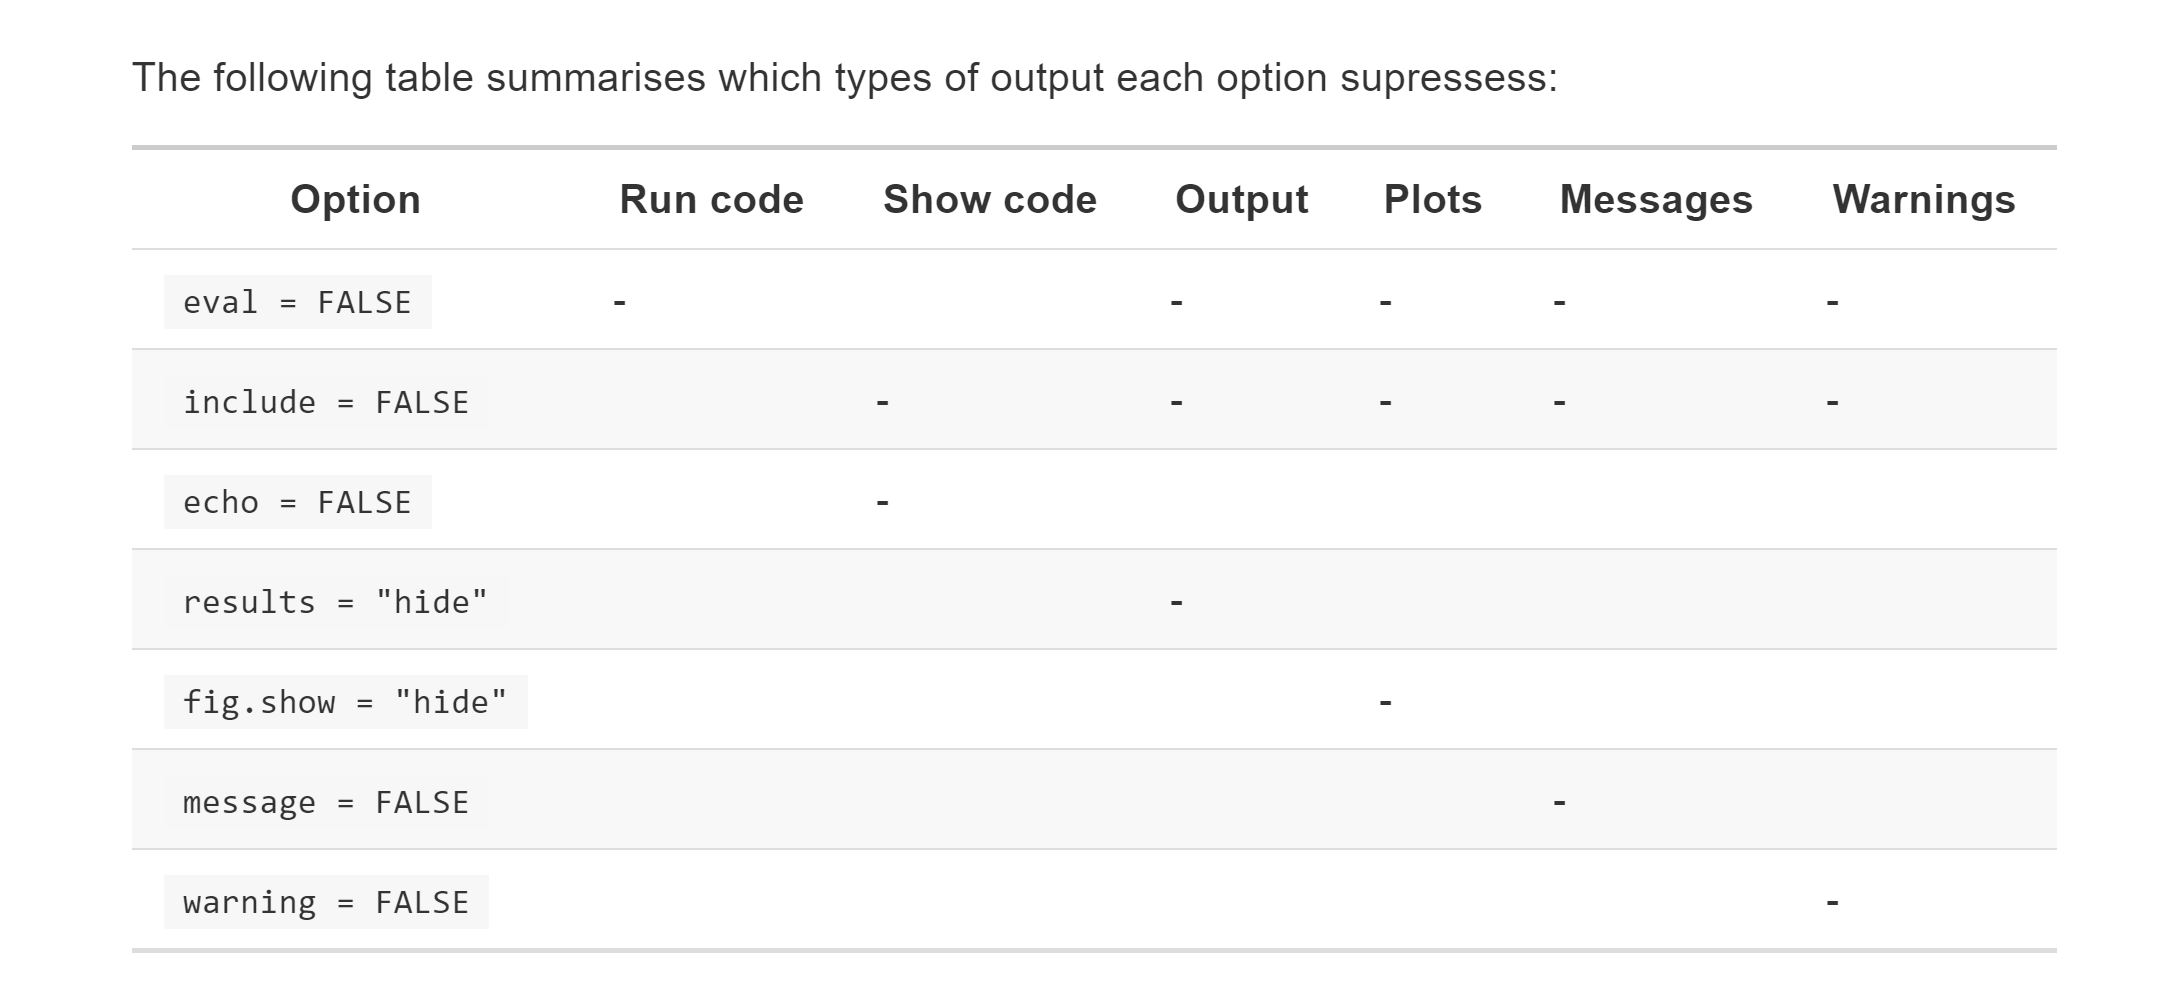 The following table summarises which types of output each option supressess:
Option Run code Show code Output Plots Messages Warnings
eval = FALSE - - - - -
include = FALSE - - - - -
echo = FALSE -
results = "hide" -
fig.show = "hide" -
message = FALSE -
warning = FALSE -